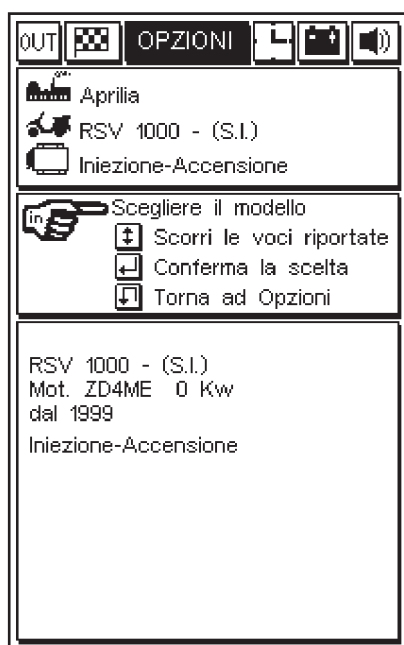 OUT OPZIONI
Aprilia
RSV 1000 - (S.I.)
Iniezione-Accensione
in Scegliere il modello
Scorri le voci riportate
Conferma la scelta
Torna ad Opzioni
RSV 1000 - (S.I.)
Mot. ZD4ME 0 Kw
dal 1999
Iniezione-Accensione